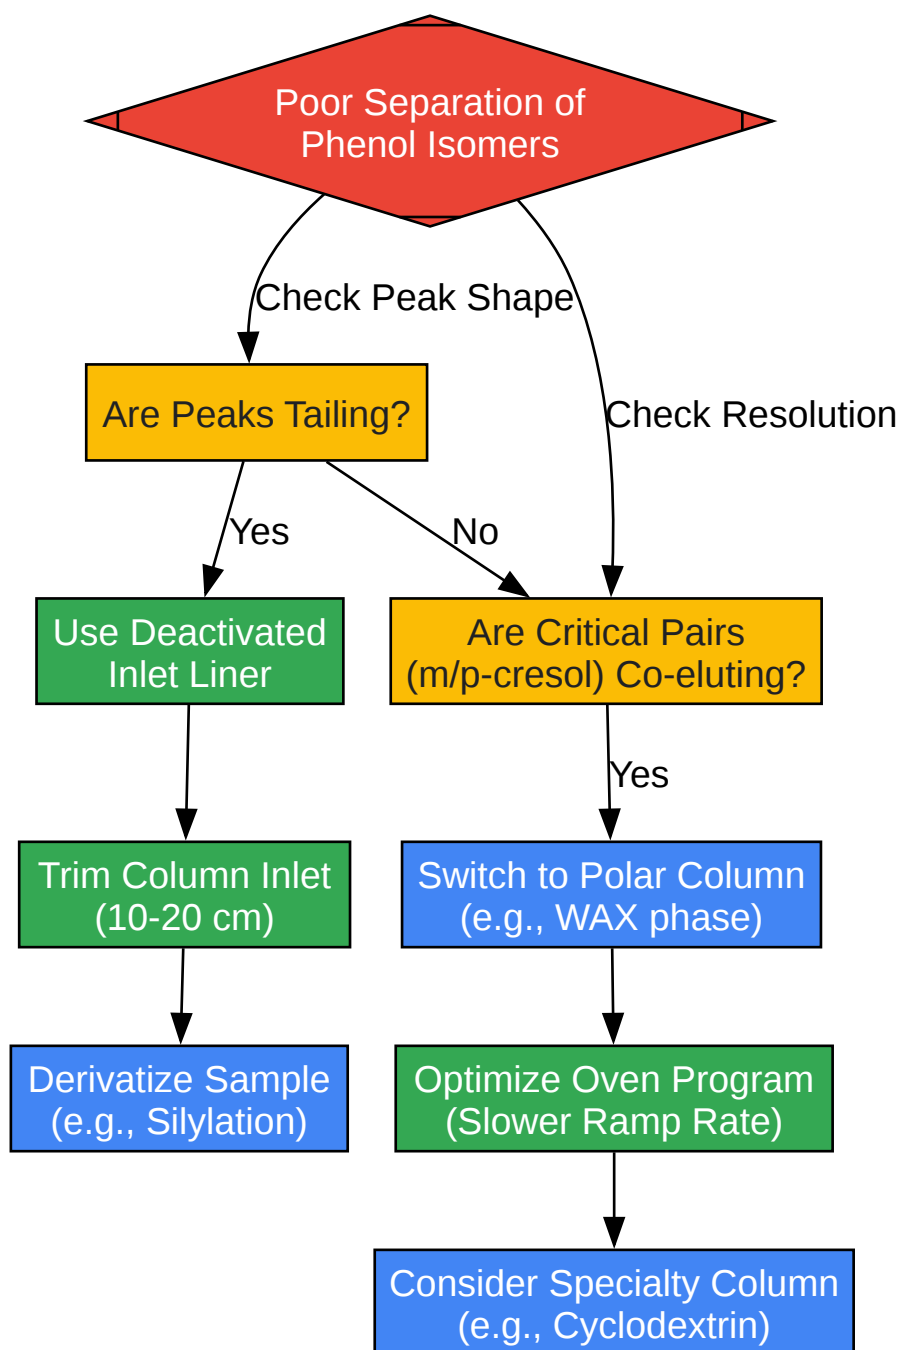 Poor Separation of
Phenol Isomers
Check Peak Shape
Are Peaks Tailing?
Check Resolution
Yes
No
Use Deactivated
Inlet Liner
Are Critical Pairs
(m/p-cresol) Co-eluting?
Yes
Trim Column Inlet
(10-20 cm)
Switch to Polar Column
(e.g., WAX phase)
Derivatize Sample
(e.g., Silylation)
Optimize Oven Program
(Slower Ramp Rate)
Consider Specialty Column
(e.g., Cyclodextrin)